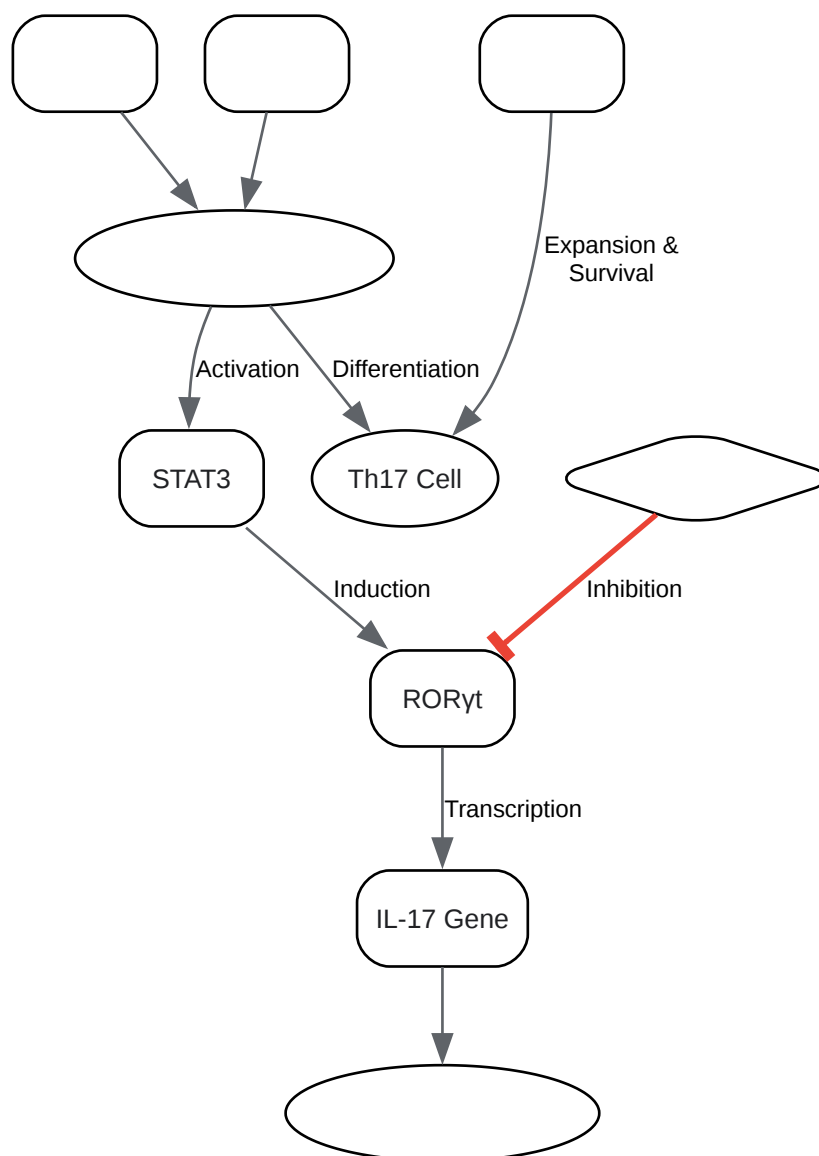 Expansion &
Survival
Activation
Differentiation
STAT3
Th17 Cell
Induction
Inhibition
RORγt
Transcription
IL-17 Gene